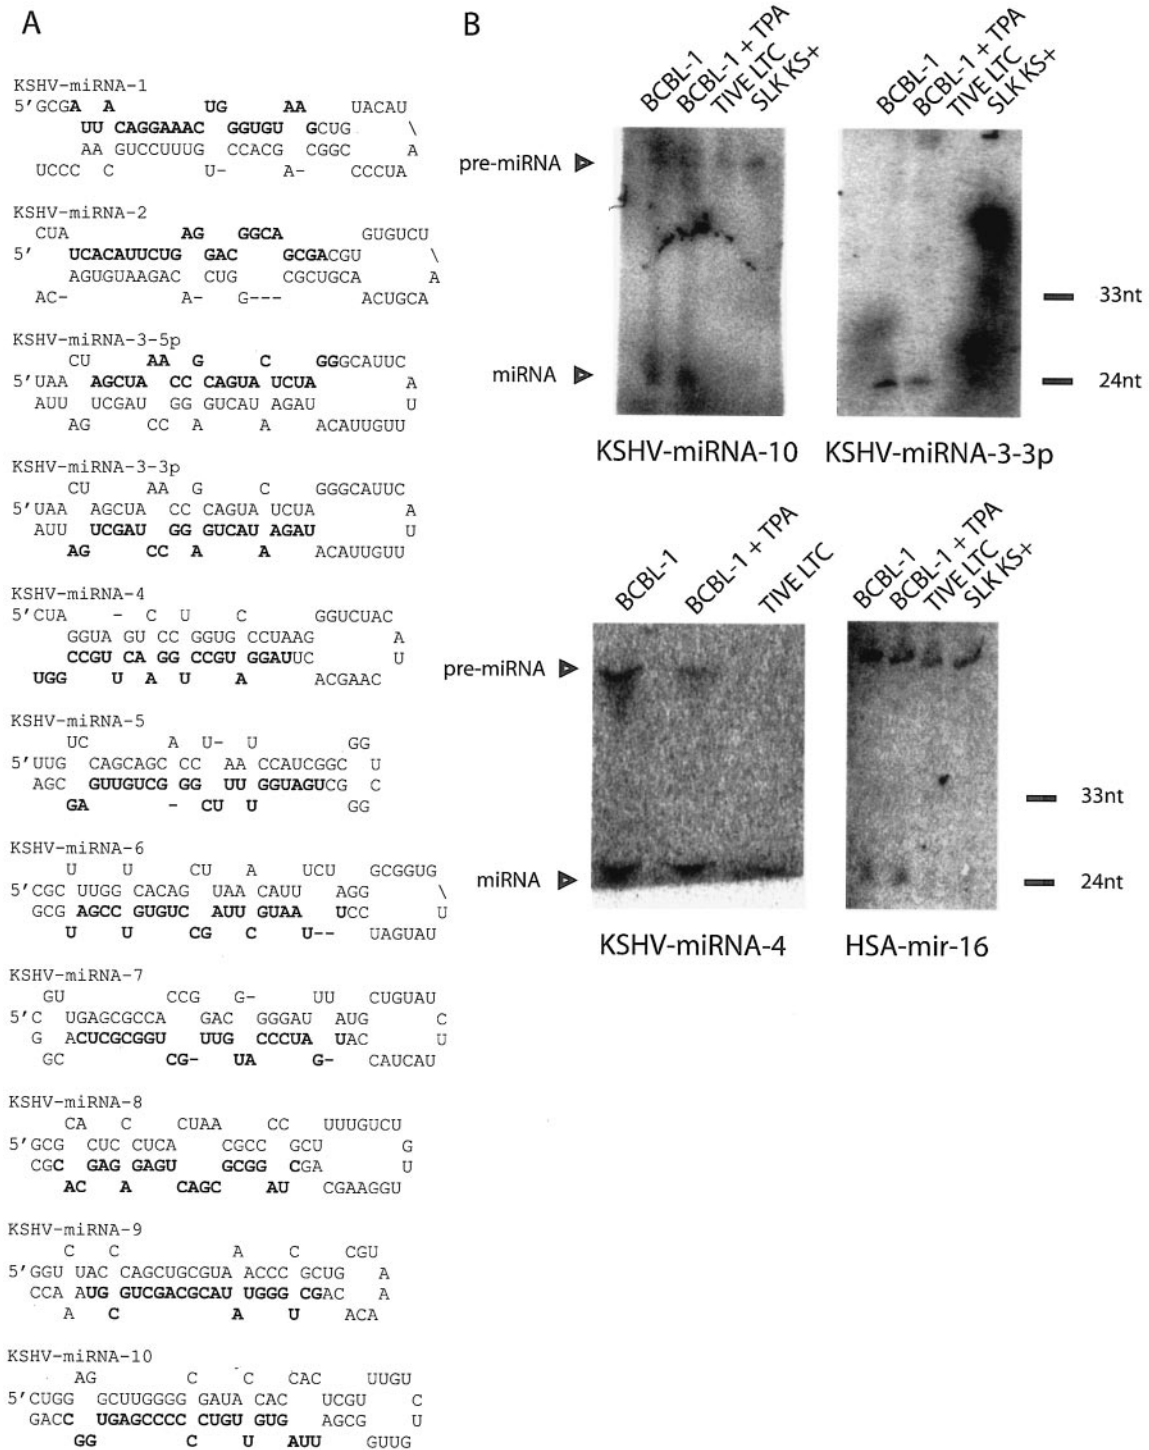 A
KSHV-miRNA-1
5'GCGA A UG AA UACAU
UU CAGGAAAC GGUGU GCUG \
AA GUCCUUUG CCACG CGGC A
UCCC C U- A- CCCUA
KSHV-miRNA-2
CUA AG GGCA GUGUCU
5' UCACAUUCUG GAC GCGACGU \
AGUGUAAGAC CUG CGCUGCA A
AC- A- G--- ACUGCA
KSHV-miRNA-3-5p
CU AA G C GGGCAUUC
5'UAA AGCUA CC CAGUA UCUA A
AUU UCGAU GG GUCAU AGAU U
AG CC A A ACAUUGUU
KSHV-miRNA-3-3p
CU AA G C GGGCAUUC
5'UAA AGCUA CC CAGUA UCUA A
AUU UCGAU GG GUCAU AGAU U
AG CC A A ACAUUGUU
KSHV-miRNA-4
5'CUA - C U C GGUCUAC
GGUA GU CC GGUG CCUAAG A
CCGU CA GG CCGU GGAUUC U
UGG U A U A ACGAAC
KSHV-miRNA-5
UC A U- U GG
5'UUG CAGCAGC CC AA CCAUCGGC U
AGC GUUGUCG GG UU GGUAGUCG C
GA - CU U GG
KSHV-miRNA-6
U U CU A UCU GCGGUG
5'CGC UUGG CACAG UAA CAUU AGG \
GCG AGCC GUGUC AUU GUAA UCC U
U U CG C U-- UAGUAU
KSHV-miRNA-7
GU CCG G- UU CUGUAU
5'C UGAGCGCCA GAC GGGAU AUG C
G ACUCGCGGU UUG CCCUA UAC U
GC CG- UA G- CAUCAU
KSHV-miRNA-8
CA C CUAA CC UUUGUCU
5'GCG CUC CUCA CGCC GCU G
CGC GAG GAGU GCGG CGA U
AC A CAGC AU CGAAGGU
KSHV-miRNA-9
C C A C CGU
5'GGU UAC CAGCUGCGUAA ACCC GCUG A
CCA AUG GUCGACGCAU UGGG CGAC A
A C A U ACA
KSHV-miRNA-10
AG C C CAC UUGU
5'CUGG GCUUGGGG GAUA CAC UCGU C
GACC UGAGCCCC CUGU GUG AGCG U
GG C U AUU GUUG
B
BCBL-1
BCBL-1 + TPA
TIVE LTC
SLK KS+
BCBL-1
BCBL-1 + TPA
TIVE LTC
SLK KS+
pre-miRNA
33nt
miRNA
24nt
KSHV-miRNA-10
KSHV-miRNA-3-3p
BCBL-1
BCBL-1 + TPA
TIVE LTC
BCBL-1
BCBL-1 + TPA
TIVE LTC
SLK KS+
pre-miRNA
33nt
miRNA
24nt
KSHV-miRNA-4
HSA-mir-16